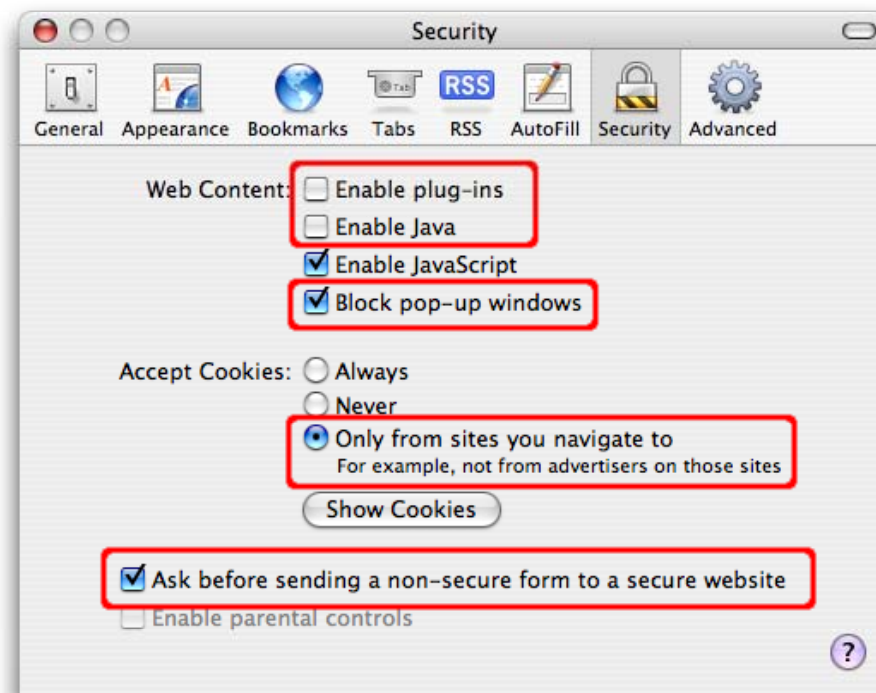 Security
A
Tab
RSS
General Appearance Bookmarks Tabs RSS AutoFill Security Advanced
Web Content: Enable plug-ins
Enable Java
Enable JavaScript
Block pop-up windows
Accept Cookies: Always
Never
Only from sites you navigate to
For example, not from advertisers on those sites
Show Cookies
Ask before sending a non-secure form to a secure website
Enable parental controls
?